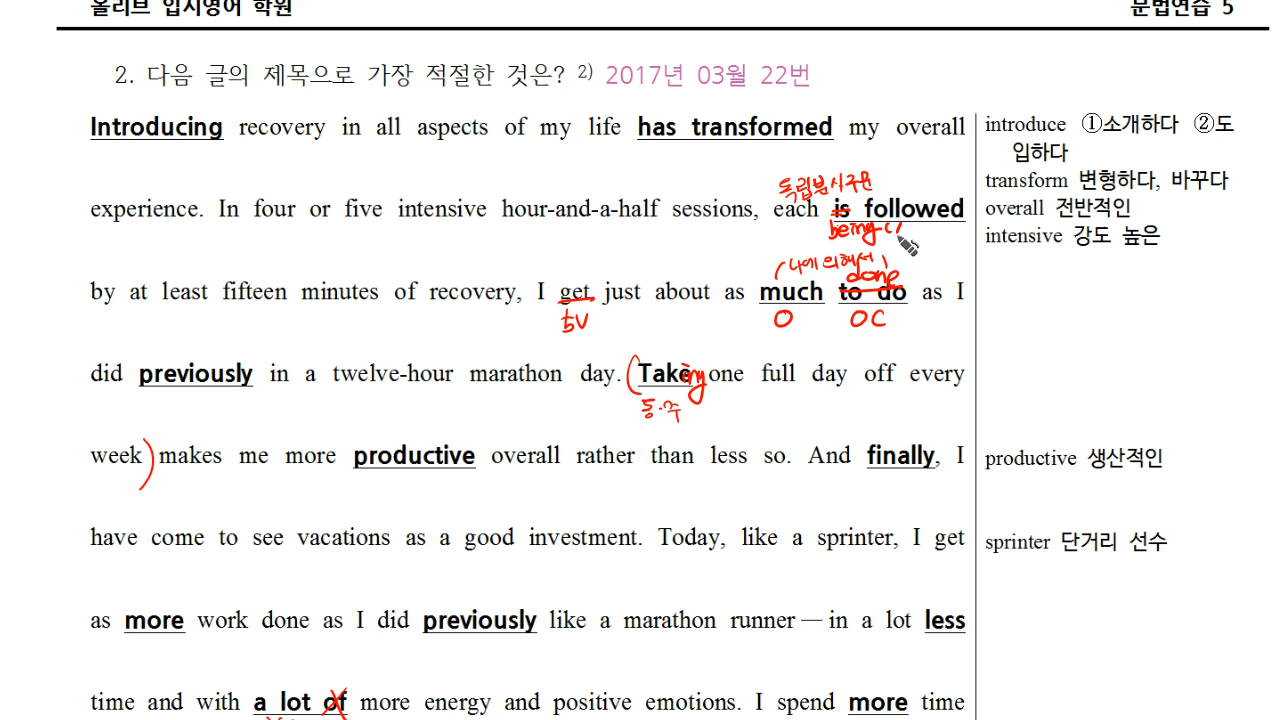 올리브 입시영어 학원 문법연습 5
2. 다음 글의 제목으로 가장 적절한 것은? 2) 2017년 03월 22번
Introducing recovery in all aspects of my life has transformed my overall
독립분사구문
experience. In four or five intensive hour-and-a-half sessions, each is followed
being
(나에 의해서)
done
by at least fifteen minutes of recovery, I get just about as much to do as I
5V O OC
did previously in a twelve-hour marathon day. (Take ing one full day off every
동.주
week) makes me more productive overall rather than less so. And finally, I
have come to see vacations as a good investment. Today, like a sprinter, I get
as more work done as I did previously like a marathon runner — in a lot less
time and with a lot of more energy and positive emotions. I spend more time
introduce ①소개하다 ②도
입하다
transform 변형하다, 바꾸다
overall 전반적인
intensive 강도 높은
productive 생산적인
sprinter 단거리 선수